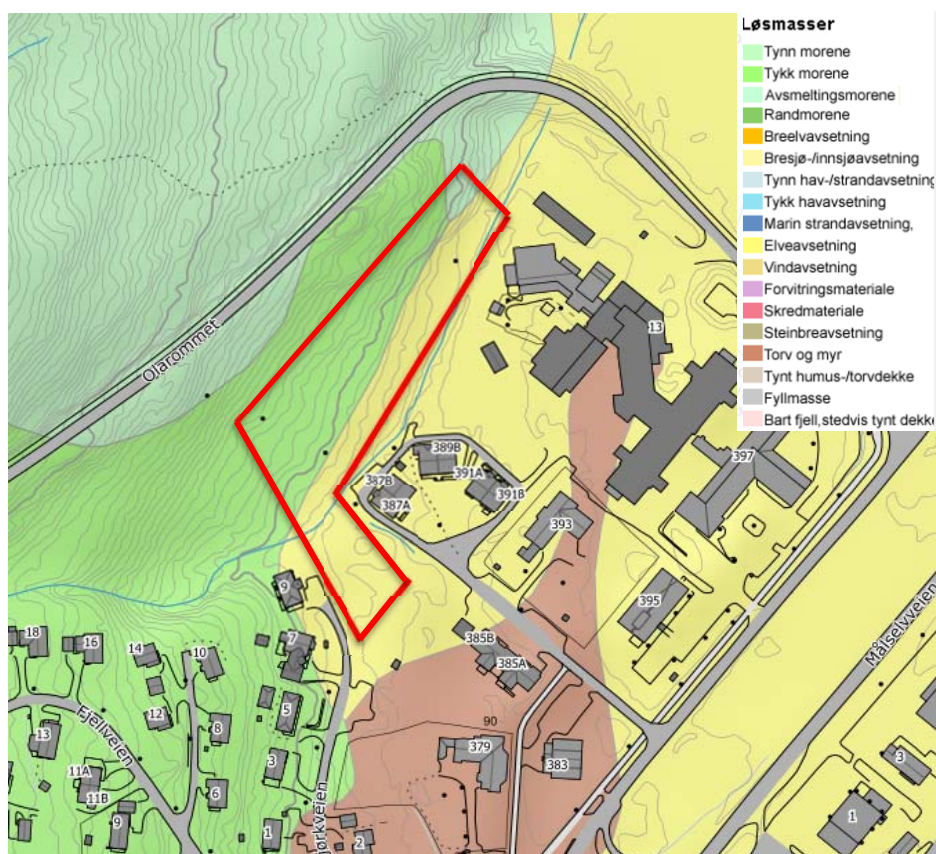 Løsmasser
Tynn morene
Tykk morene
Avsmeltingsmorene
Randmorene
Breelvavsetning
Bresjø-/innsjøavsetning
Tynn hav-/strandavsetning
Tykk havavsetning
Marin strandavsetning,
Elveavsetning
Vindavsetning
Forvitringsmateriale
Skredmateriale
Steinbreavsetning
Torv og myr
Tynt humus-/torvdekke
Fyllmasse
Bart fjell,stedvis tynt dekke
Olarommet
13
389B
387B
391A
387A
391B
397
393
395
Målselvveien
9
7
18
16
14
10
385B
385A
5
12
8
90
13
Fjellveien
3
379
383
3
11A
11B
6
9
1
jorkveien
2
1